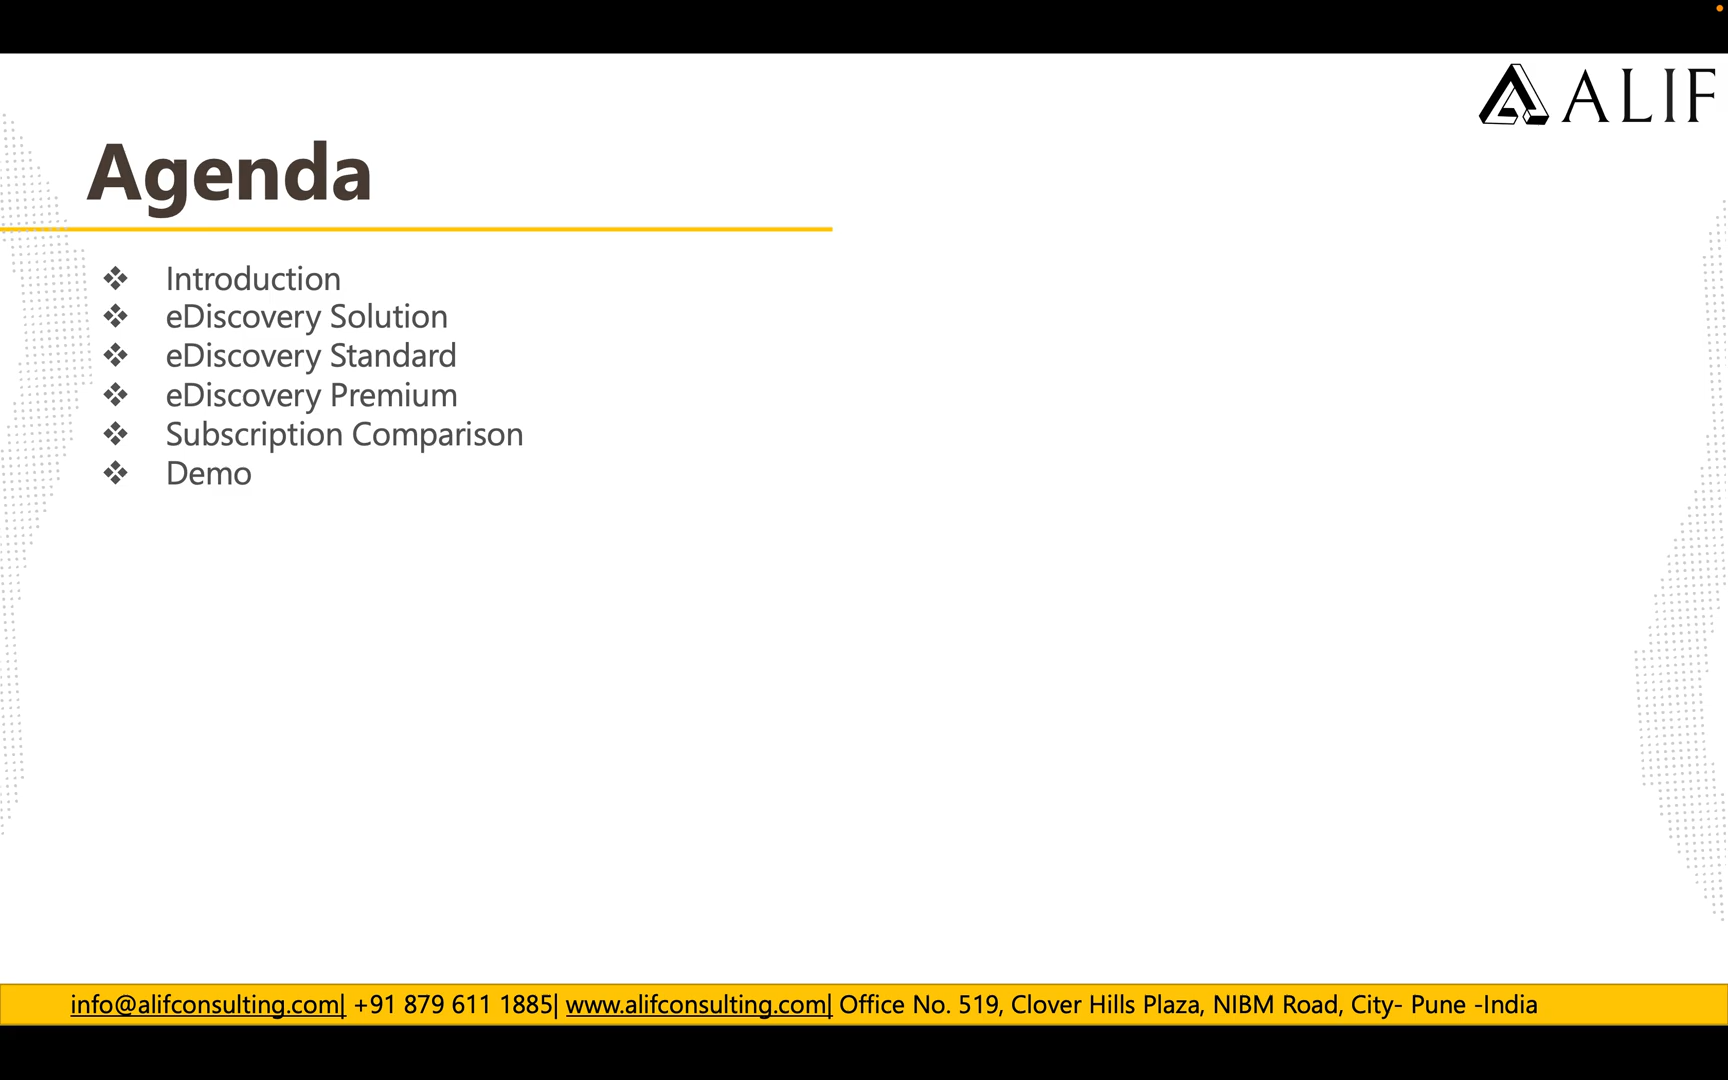 ALIF
Agenda
Introduction
eDiscovery Solution
eDiscovery Standard
eDiscovery Premium
Subscription Comparison
Demo
info@alifconsulting.com| +91 879 611 1885| www.alifconsulting.com| Office No. 519, Clover Hills Plaza, NIBM Road, City- Pune -India